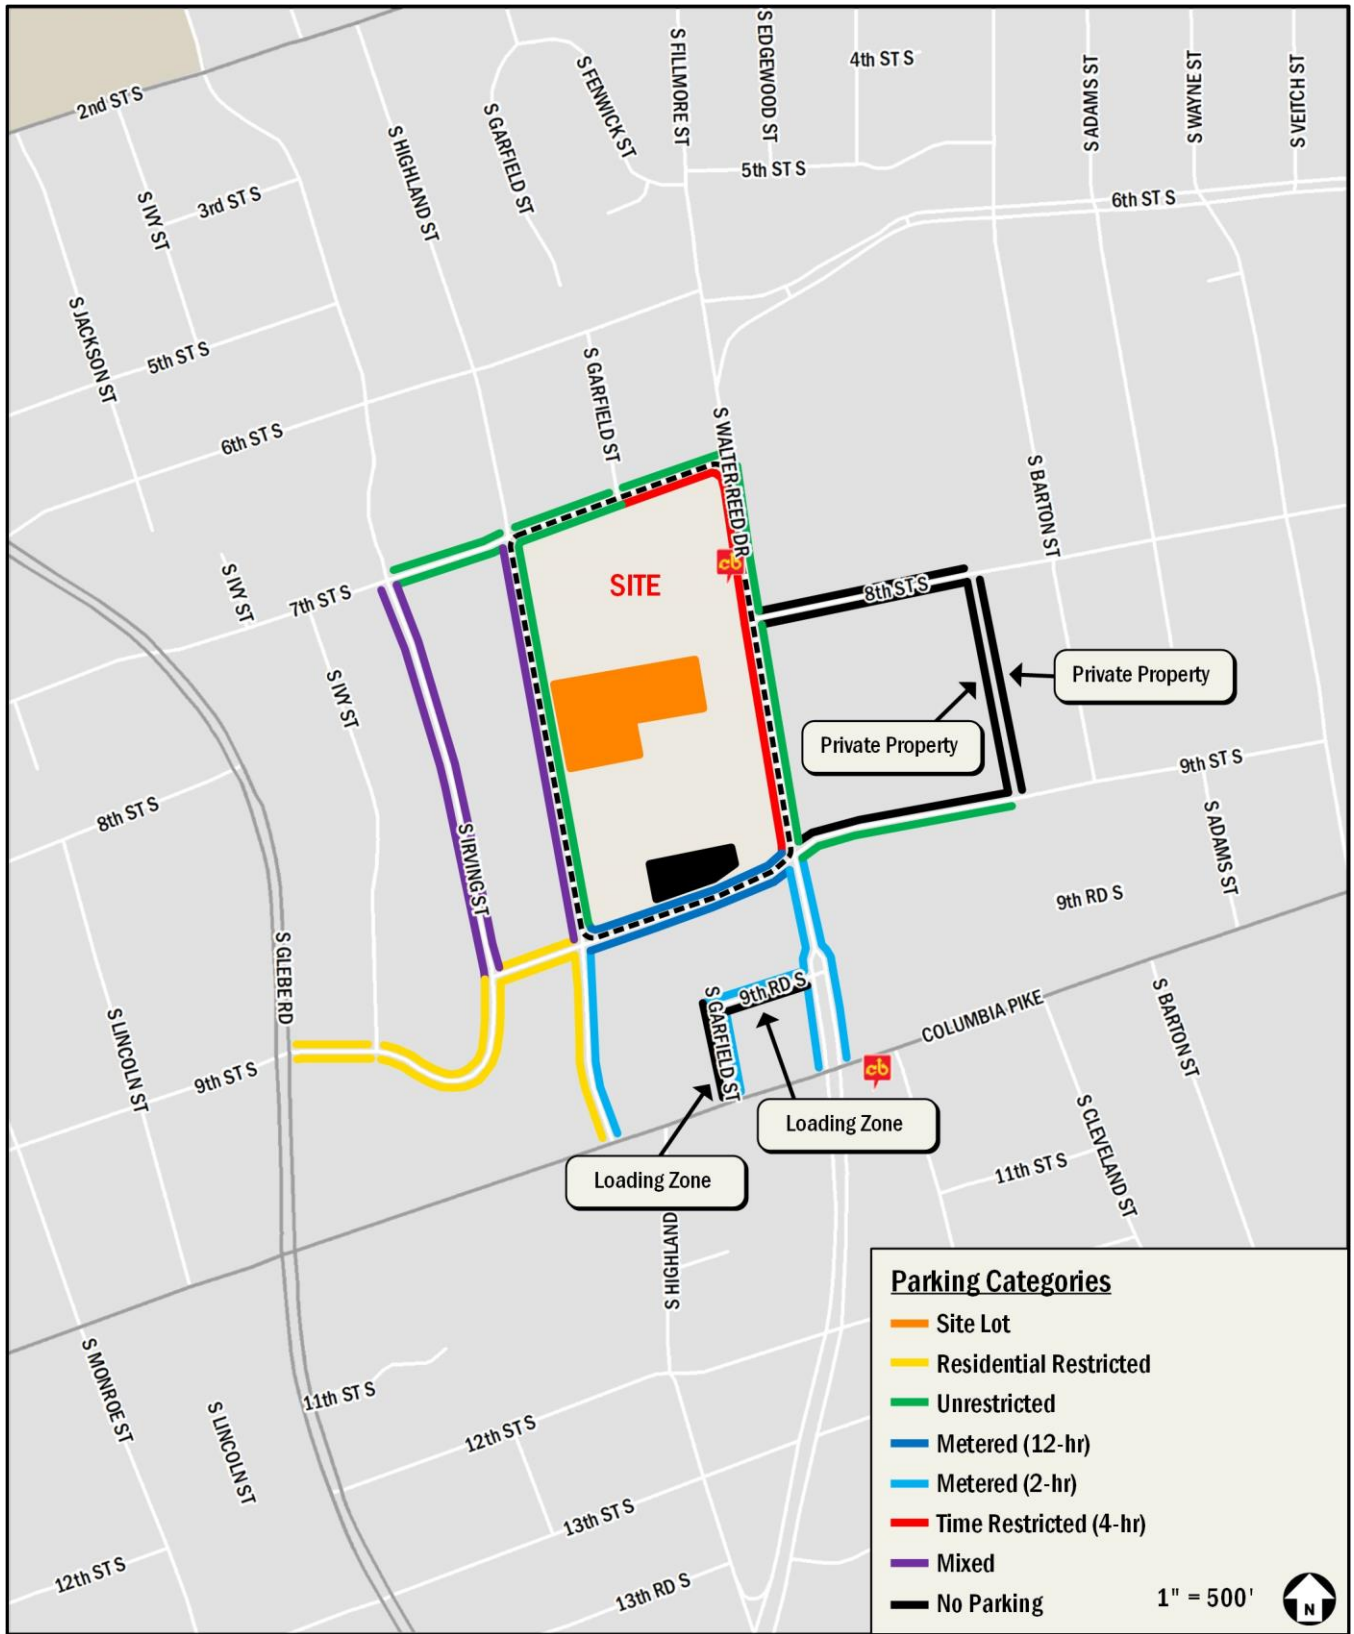 S EDGEWOOD ST
S FILLMORE ST
4th ST S
S FENWICK ST
S ADAMS ST
S WAYNE ST
S VEITCH ST
2nd ST S
S GARFIELD ST
S HIGHLAND ST
5th ST S
3rd ST S
S IVY ST
6th ST S
S JACKSON ST
5th ST S
S GARFIELD ST
6th ST S
S WALTER REED DR
S BARTON ST
cb
SITE
8th ST S
S IVY ST
7th ST S
Private Property
S IVY ST
Private Property
9th ST S
8th ST S
S IRVING ST
S ADAMS ST
9th RD S
S GLEBE RD
9th RD S
S GARFIELD ST
COLUMBIA PIKE
S BARTON ST
S LINCOLN ST
cb
9th ST S
Loading Zone
S CLEVELAND ST
11th ST S
Loading Zone
S HIGHLAND
Parking Categories
Site Lot
Residential Restricted
Unrestricted
Metered (12-hr)
Metered (2-hr)
Time Restricted (4-hr)
Mixed
No Parking
1" = 500'
N
S MONROE ST
11th ST S
S LINCOLN ST
12th ST S
13th ST S
12th ST S
13th RD S